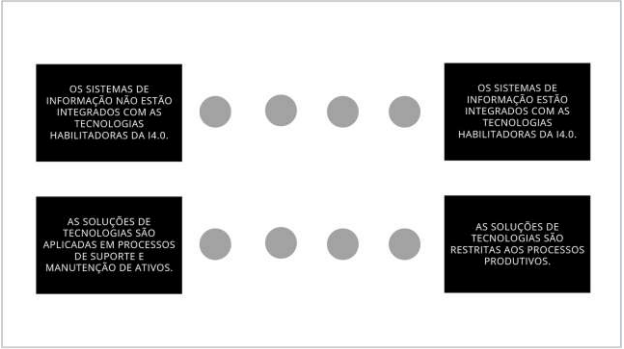 OS SISTEMAS DE
INFORMAÇÃO NÃO ESTÃO
INTEGRADOS COM AS
TECNOLOGIAS
HABILITADORAS DA I4.0.
OS SISTEMAS DE
INFORMAÇÃO ESTÃO
INTEGRADOS COM AS
TECNOLOGIAS
HABILITADORAS DA I4.0.
AS SOLUÇÕES DE
TECNOLOGIAS SÃO
APLICADAS EM PROCESSOS
DE SUPORTE E
MANUTENÇÃO DE ATIVOS.
AS SOLUÇÕES DE
TECNOLOGIAS SÃO
RESTRITAS AOS PROCESSOS
PRODUTIVOS.